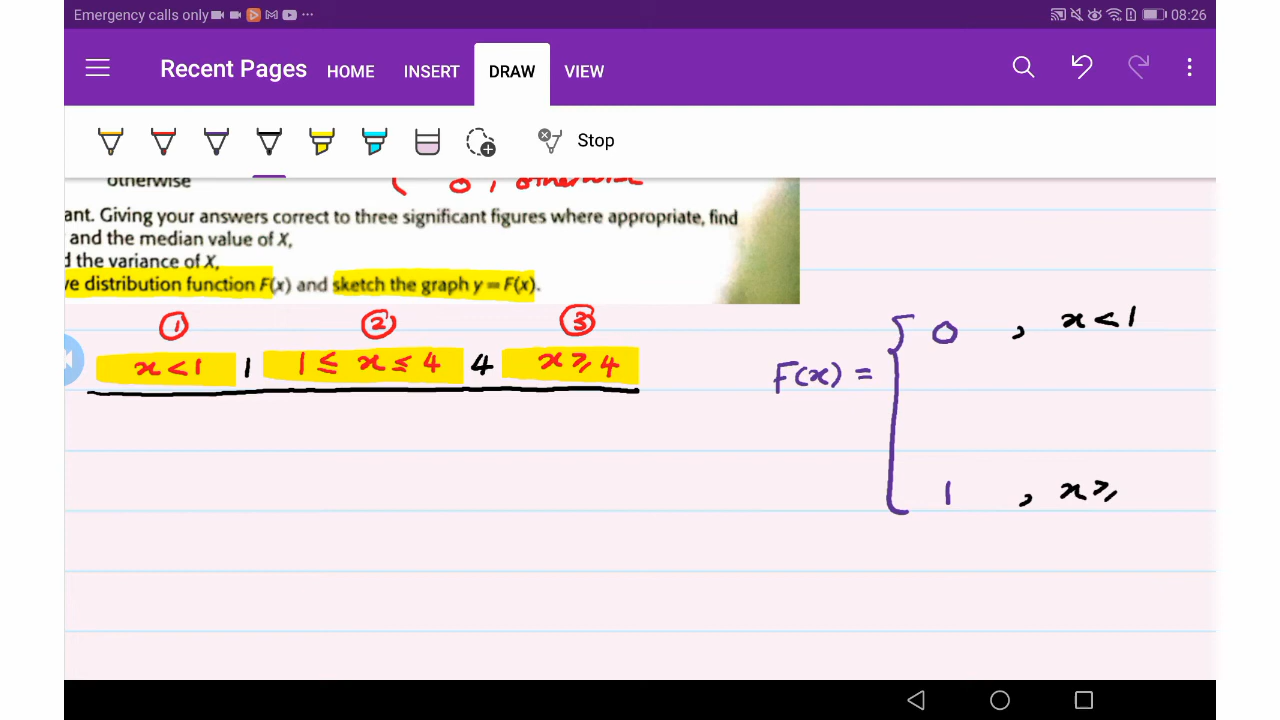 Emergency calls only ... 08:26
Recent Pages HOME INSERT DRAW VIEW
Stop
otherwise { 0 , otherwise
ant. Giving your answers correct to three significant figures where appropriate, find
and the median value of X,
d the variance of X,
ve distribution function F(x) and sketch the graph y = F(x).
① ② ③
x < 1 1 1 ≤ x ≤ 4 4 x ≥ 4
F(x) = { 0 , x < 1
1 , x ≥